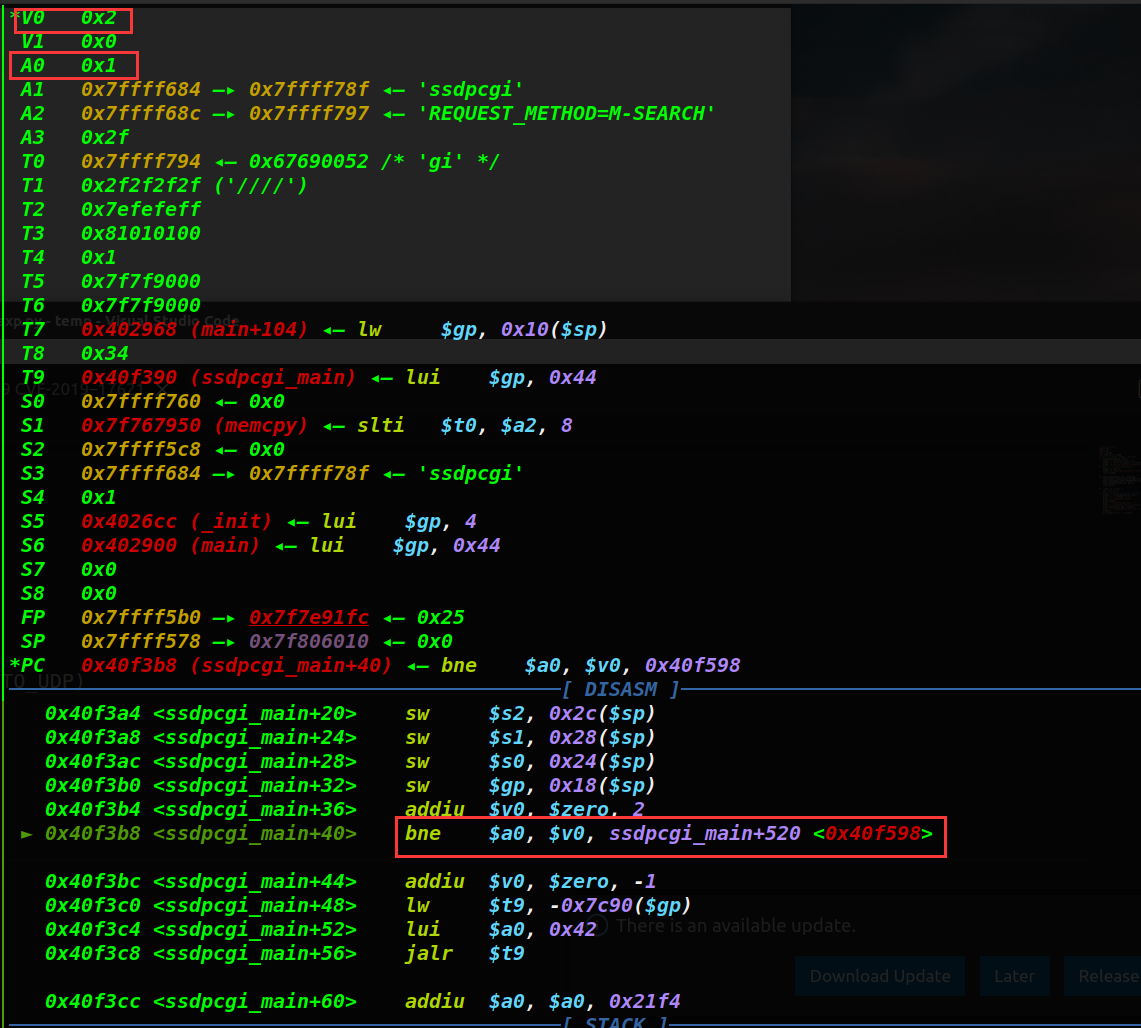 *V0 0x2
V1 0x0
A0 0x1
A1 0x7ffff684 —▸ 0x7ffff78f ◂— 'ssdpcgi'
A2 0x7ffff68c —▸ 0x7ffff797 ◂— 'REQUEST_METHOD=M-SEARCH'
A3 0x2f
T0 0x7ffff794 ◂— 0x67690052 /* 'gi' */
T1 0x2f2f2f2f ('////')
T2 0x7efefeff
T3 0x81010100
T4 0x1
T5 0x7f7f9000
T6 0x7f7f9000
- temp - Visual Studio Code
T7 0x402968 (main+104) ◂— lw $gp, 0x10($sp)
T8 0x34
T9 0x40f390 (ssdpcgi_main) ◂— lui $gp, 0x44
S0 0x7ffff760 ◂— 0x0
S1 0x7f767950 (memcpy) ◂— slti $t0, $a2, 8
S2 0x7ffff5c8 ◂— 0x0
S3 0x7ffff684 —▸ 0x7ffff78f ◂— 'ssdpcgi'
S4 0x1
S5 0x4026cc (_init) ◂— lui $gp, 4
S6 0x402900 (main) ◂— lui $gp, 0x44
S7 0x0
S8 0x0
FP 0x7ffff5b0 —▸ 0x7f7e91fc ◂— 0x25
SP 0x7ffff578 —▸ 0x7f806010 ◂— 0x0
*PC 0x40f3b8 (ssdpcgi_main+40) ◂— bne $a0, $v0, 0x40f598
TO_UDP)
[ DISASM ]
0x40f3a4 <ssdpcgi_main+20> sw $s2, 0x2c($sp)
0x40f3a8 <ssdpcgi_main+24> sw $s1, 0x28($sp)
0x40f3ac <ssdpcgi_main+28> sw $s0, 0x24($sp)
0x40f3b0 <ssdpcgi_main+32> sw $gp, 0x18($sp)
0x40f3b4 <ssdpcgi_main+36> addiu $v0, $zero, 2
► 0x40f3b8 <ssdpcgi_main+40> bne $a0, $v0, ssdpcgi_main+520 <0x40f598>
0x40f3bc <ssdpcgi_main+44> addiu $v0, $zero, -1
0x40f3c0 <ssdpcgi_main+48> lw $t9, -0x7c90($gp)
There is an available update.
0x40f3c4 <ssdpcgi_main+52> lui $a0, 0x42
0x40f3c8 <ssdpcgi_main+56> jalr $t9
Download Update Later Release
0x40f3cc <ssdpcgi_main+60> addiu $a0, $a0, 0x21f4
[ STACK ]